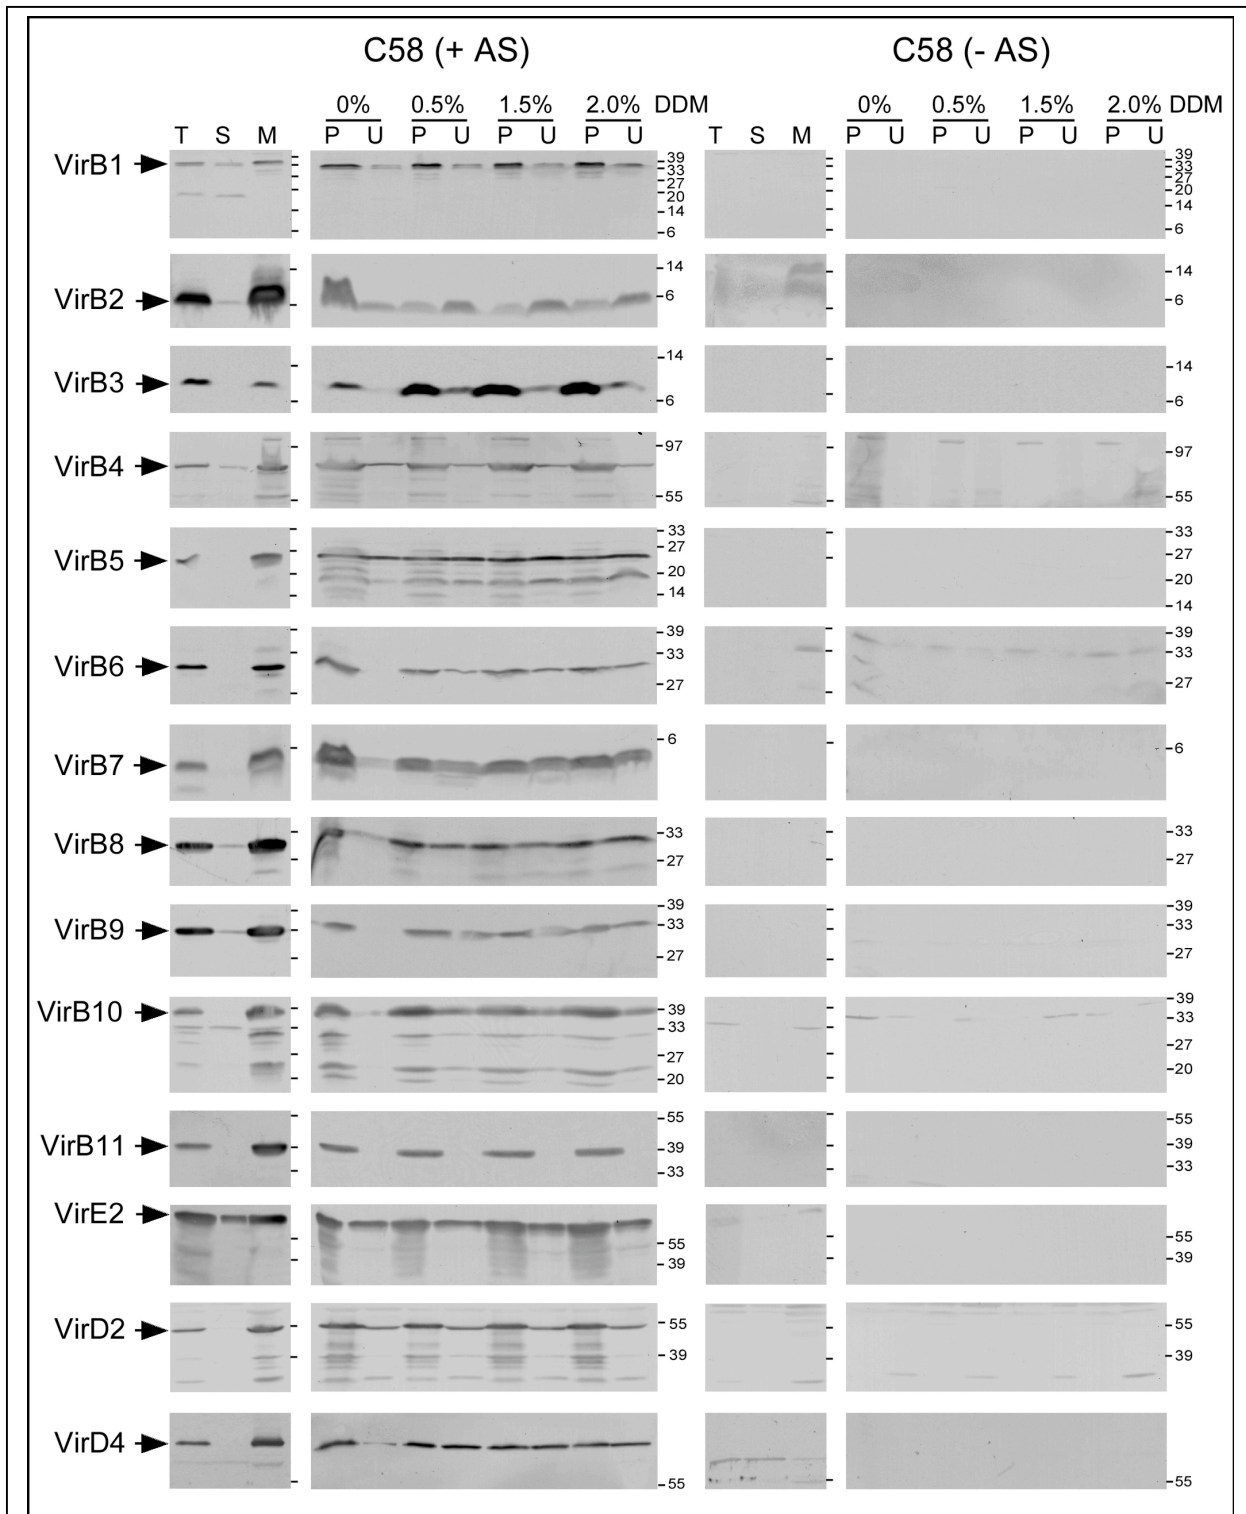 C58 (+ AS) C58 (- AS)
0% 0.5% 1.5% 2.0% DDM 0% 0.5% 1.5% 2.0% DDM
T S M P U P U P U P U T S M P U P U P U P U
VirB1 39 33 27 20 14 6 39 33 27 20 14 6
VirB2 14 6 14 6
VirB3 14 6 14 6
VirB4 97 55 97 55
VirB5 33 27 20 14 33 27 20 14
VirB6 39 33 27 39 33 27
VirB7 6 6
VirB8 33 27 33 27
VirB9 39 33 27 39 33 27
VirB10 39 33 27 20 39 33 27 20
VirB11 55 39 33 55 39 33
VirE2 55 39 55 39
VirD2 55 39 55 39
VirD4 55 55